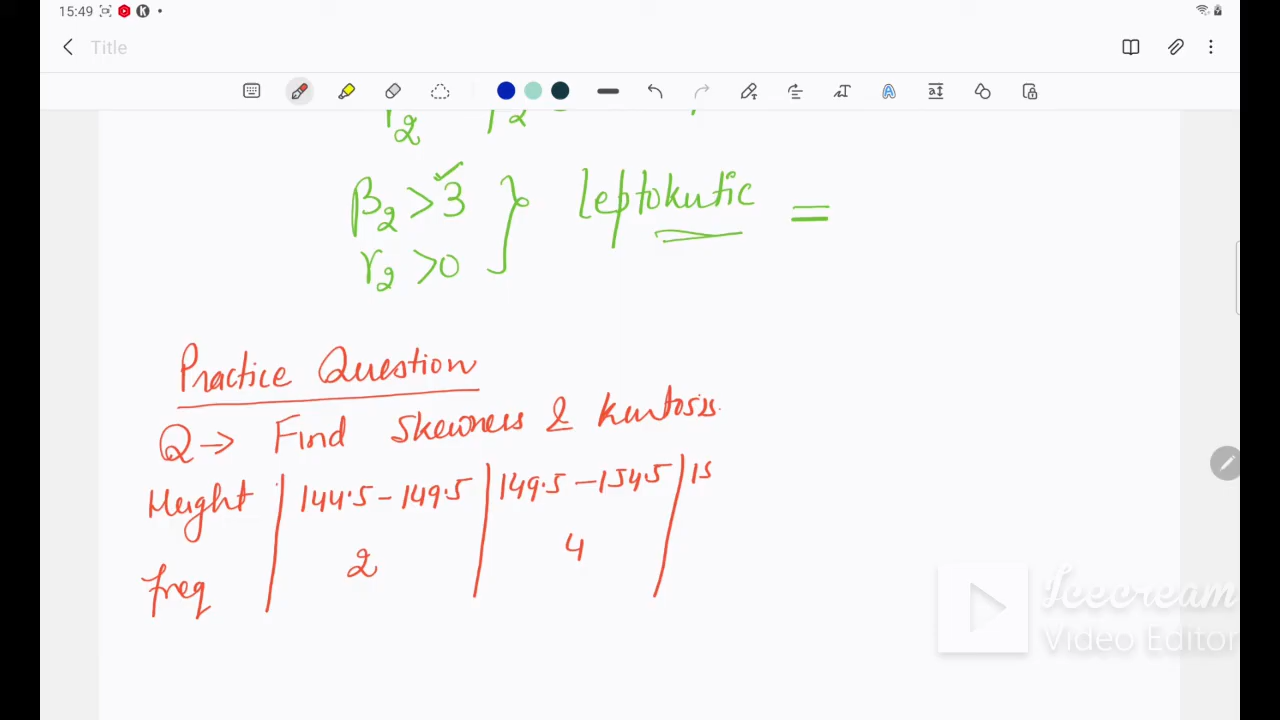 15:49
Title
β₂ > 3
leptokutic =
γ₂ > 0
Practice Question
Q → Find Skewness & kurtosis.
Height | 144.5 - 149.5 | 149.5 - 154.5 | 15
freq | 2 | 4 |
Icecream
Video Editor